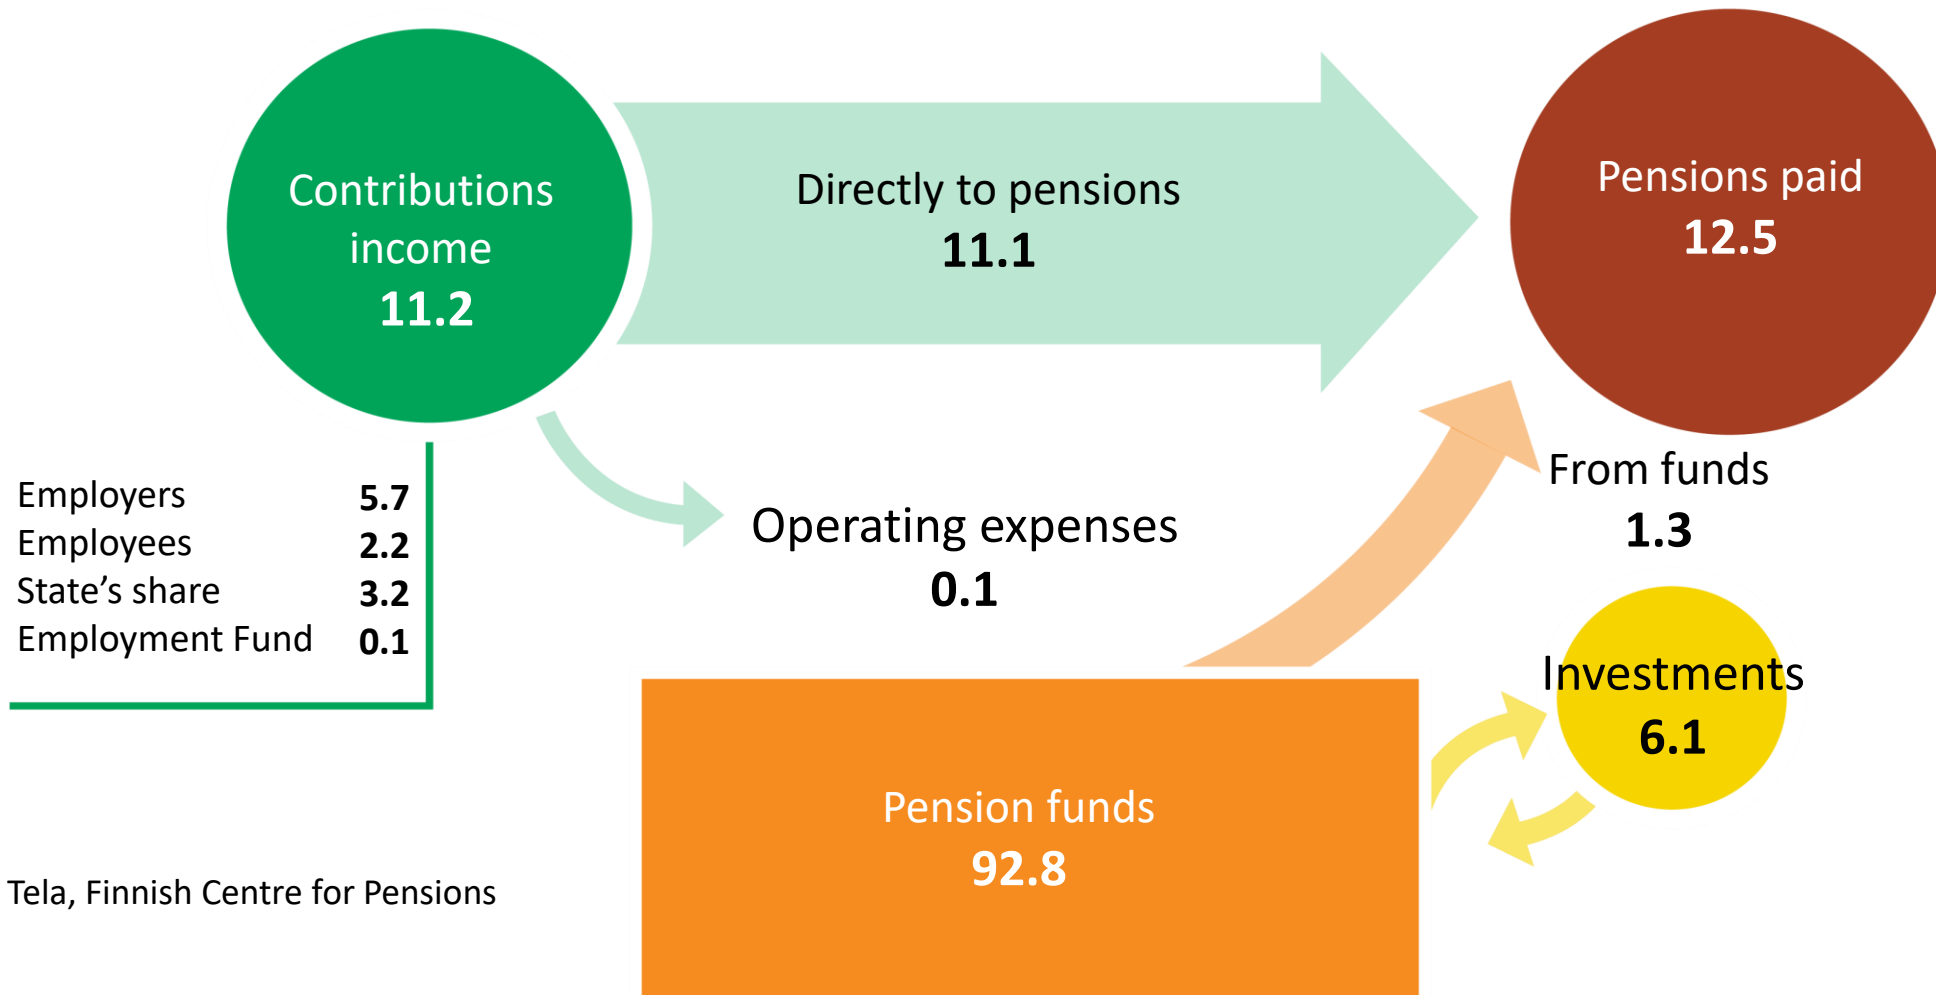 Contributions
income
11.2
Directly to pensions
11.1
Pensions paid
12.5
Employers 5.7
Employees 2.2
State’s share 3.2
Employment Fund 0.1
Operating expenses
0.1
From funds
1.3
Investments
6.1
Pension funds
92.8
Tela, Finnish Centre for Pensions